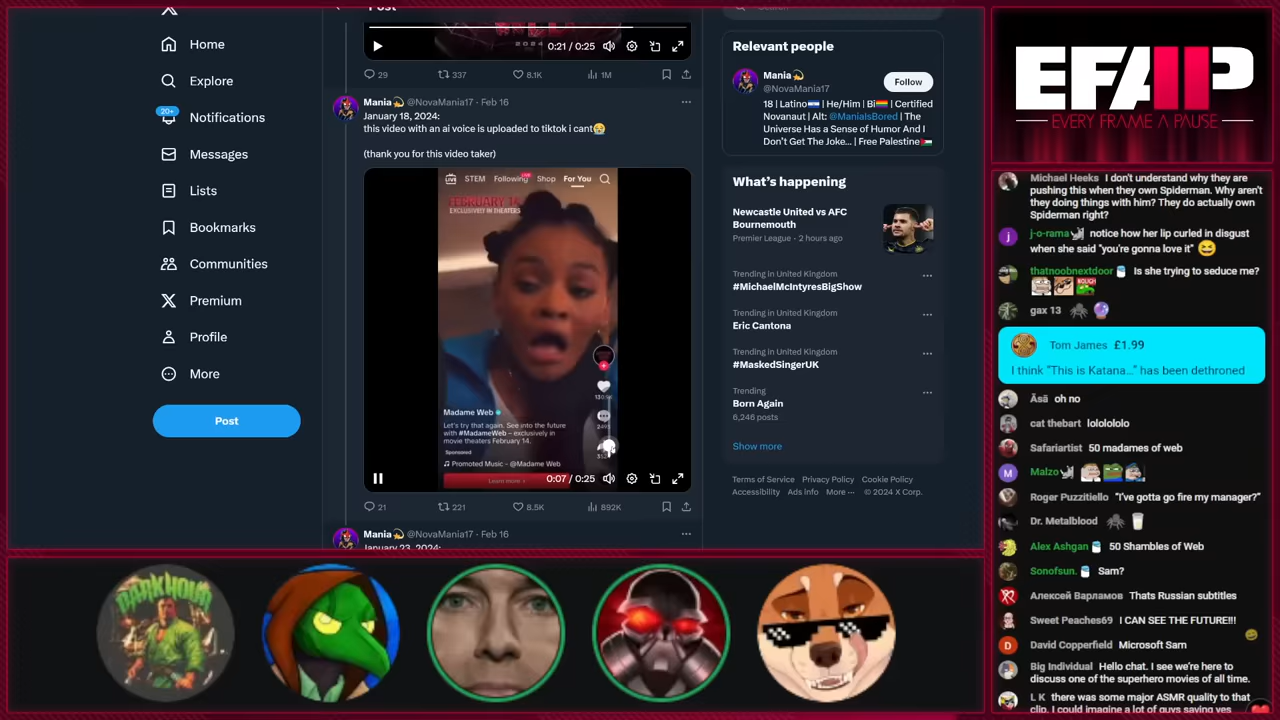 Home
Explore
20+
Notifications
Messages
Lists
Bookmarks
Communities
Premium
Profile
More
Post
Post
2024
0:21 / 0:25
29
337
8.1K
1M
Mania @NovaMania17 · Feb 16
January 18, 2024:
this video with an ai voice is uploaded to tiktok i cant😭
(thank you for this video taker)
LIVE STEM Following Shop For You
FEBRUARY 14
EXCLUSIVELY IN THEATERS
Madame Web
Let's try that again. See into the future
with #MadameWeb – exclusively in
movie theaters February 14.
Sponsored
Promoted Music - @Madame Web
Learn more >
0:07 / 0:25
21
221
8.5K
892K
Mania @NovaMania17 · Feb 16
January 23, 2024:
Search
Relevant people
Mania
@NovaMania17
Follow
18 | Latino🇸🇻 | He/Him | Bi🏳️‍🌈 | Certified
Novanaut | Alt: @ManiaIsBored | The
Universe Has a Sense of Humor And I
Don't Get The Joke... | Free Palestine🇵🇸
What's happening
Newcastle United vs AFC
Bournemouth
Premier League · 2 hours ago
Trending in United Kingdom
#MichaelMcIntyresBigShow
Trending in United Kingdom
Eric Cantona
Trending in United Kingdom
#MaskedSingerUK
Trending
Born Again
6,246 posts
Show more
Terms of Service Privacy Policy Cookie Policy
Accessibility Ads Info More ··· © 2024 X Corp.
DARKHOUR
EFAP
EVERY FRAME A PAUSE
Michael Heeks I don't understand why they are
pushing this when they own Spiderman. Why aren't
they doing things with him? They do actually own
Spiderman right?
j-o-rama notice how her lip curled in disgust
when she said "you're gonna love it" 😆
thatnoobnextdoor Is she trying to seduce me?
gax 13 🕷️🔮
Tom James £1.99
I think "This is Katana..." has been dethroned
Äsä oh no
cat thebart lololololo
Safariartist 50 madames of web
Malzo
Roger Puzzitiello "I've gotta go fire my manager?"
Dr. Metalblood 🕷️🥛
Alex Ashgan 50 Shambles of Web
Sonofsun. Sam?
Алексей Варламов Thats Russian subtitles
Sweet Peaches69 I CAN SEE THE FUTURE!!!
David Copperfield Microsoft Sam
Big Individual Hello chat. I see we're here to
discuss one of the superhero movies of all time.
L K there was some major ASMR quality to that
clip. I could imagine a lot of guys saying yes